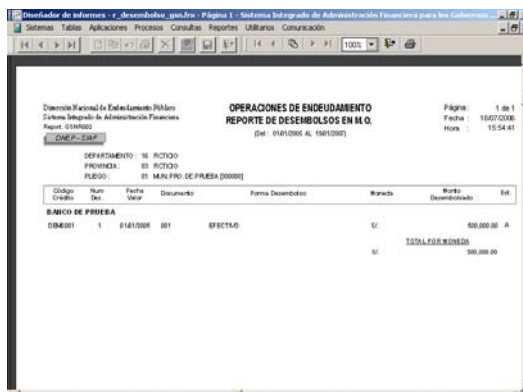 Diseñador de informes - r_desembolso_gsn.frx - Página 1 - Sistema Integrado de Administración Financiera para los Gobiernos
Sistemas Tablas Aplicaciones Procesos Consultas Reportes Utilitarios Comunicación
100%
Dirección Nacional de Endeudamiento Público
Sistema Integrado de Administración Financiera
Report. GSNR002
DNEP - SIAF
OPERACIONES DE ENDEUDAMIENTO
REPORTE DE DESEMBOLSOS EN M.O.
(Del : 01/01/2005 AL 15/01/2007)
Página : 1 de 1
Fecha : 18/07/2006
Hora : 15:54:41
DEPARTAMENTO : 16 FICTICIO
PROVINCIA : 03 FICTICIO
PLIEGO : 01 MUN. PRO. DE PRUEBA [000000]
Código Crédito Num Des. Fecha Valor Documento Forma Desembolso Moneda Monto Desembolsado Est.
BANCO DE PRUEBA
1 01/01/2005 001 EFECTIVO S/. 500,000.00 A
TOTAL POR MONEDA
S/. 500,000.00